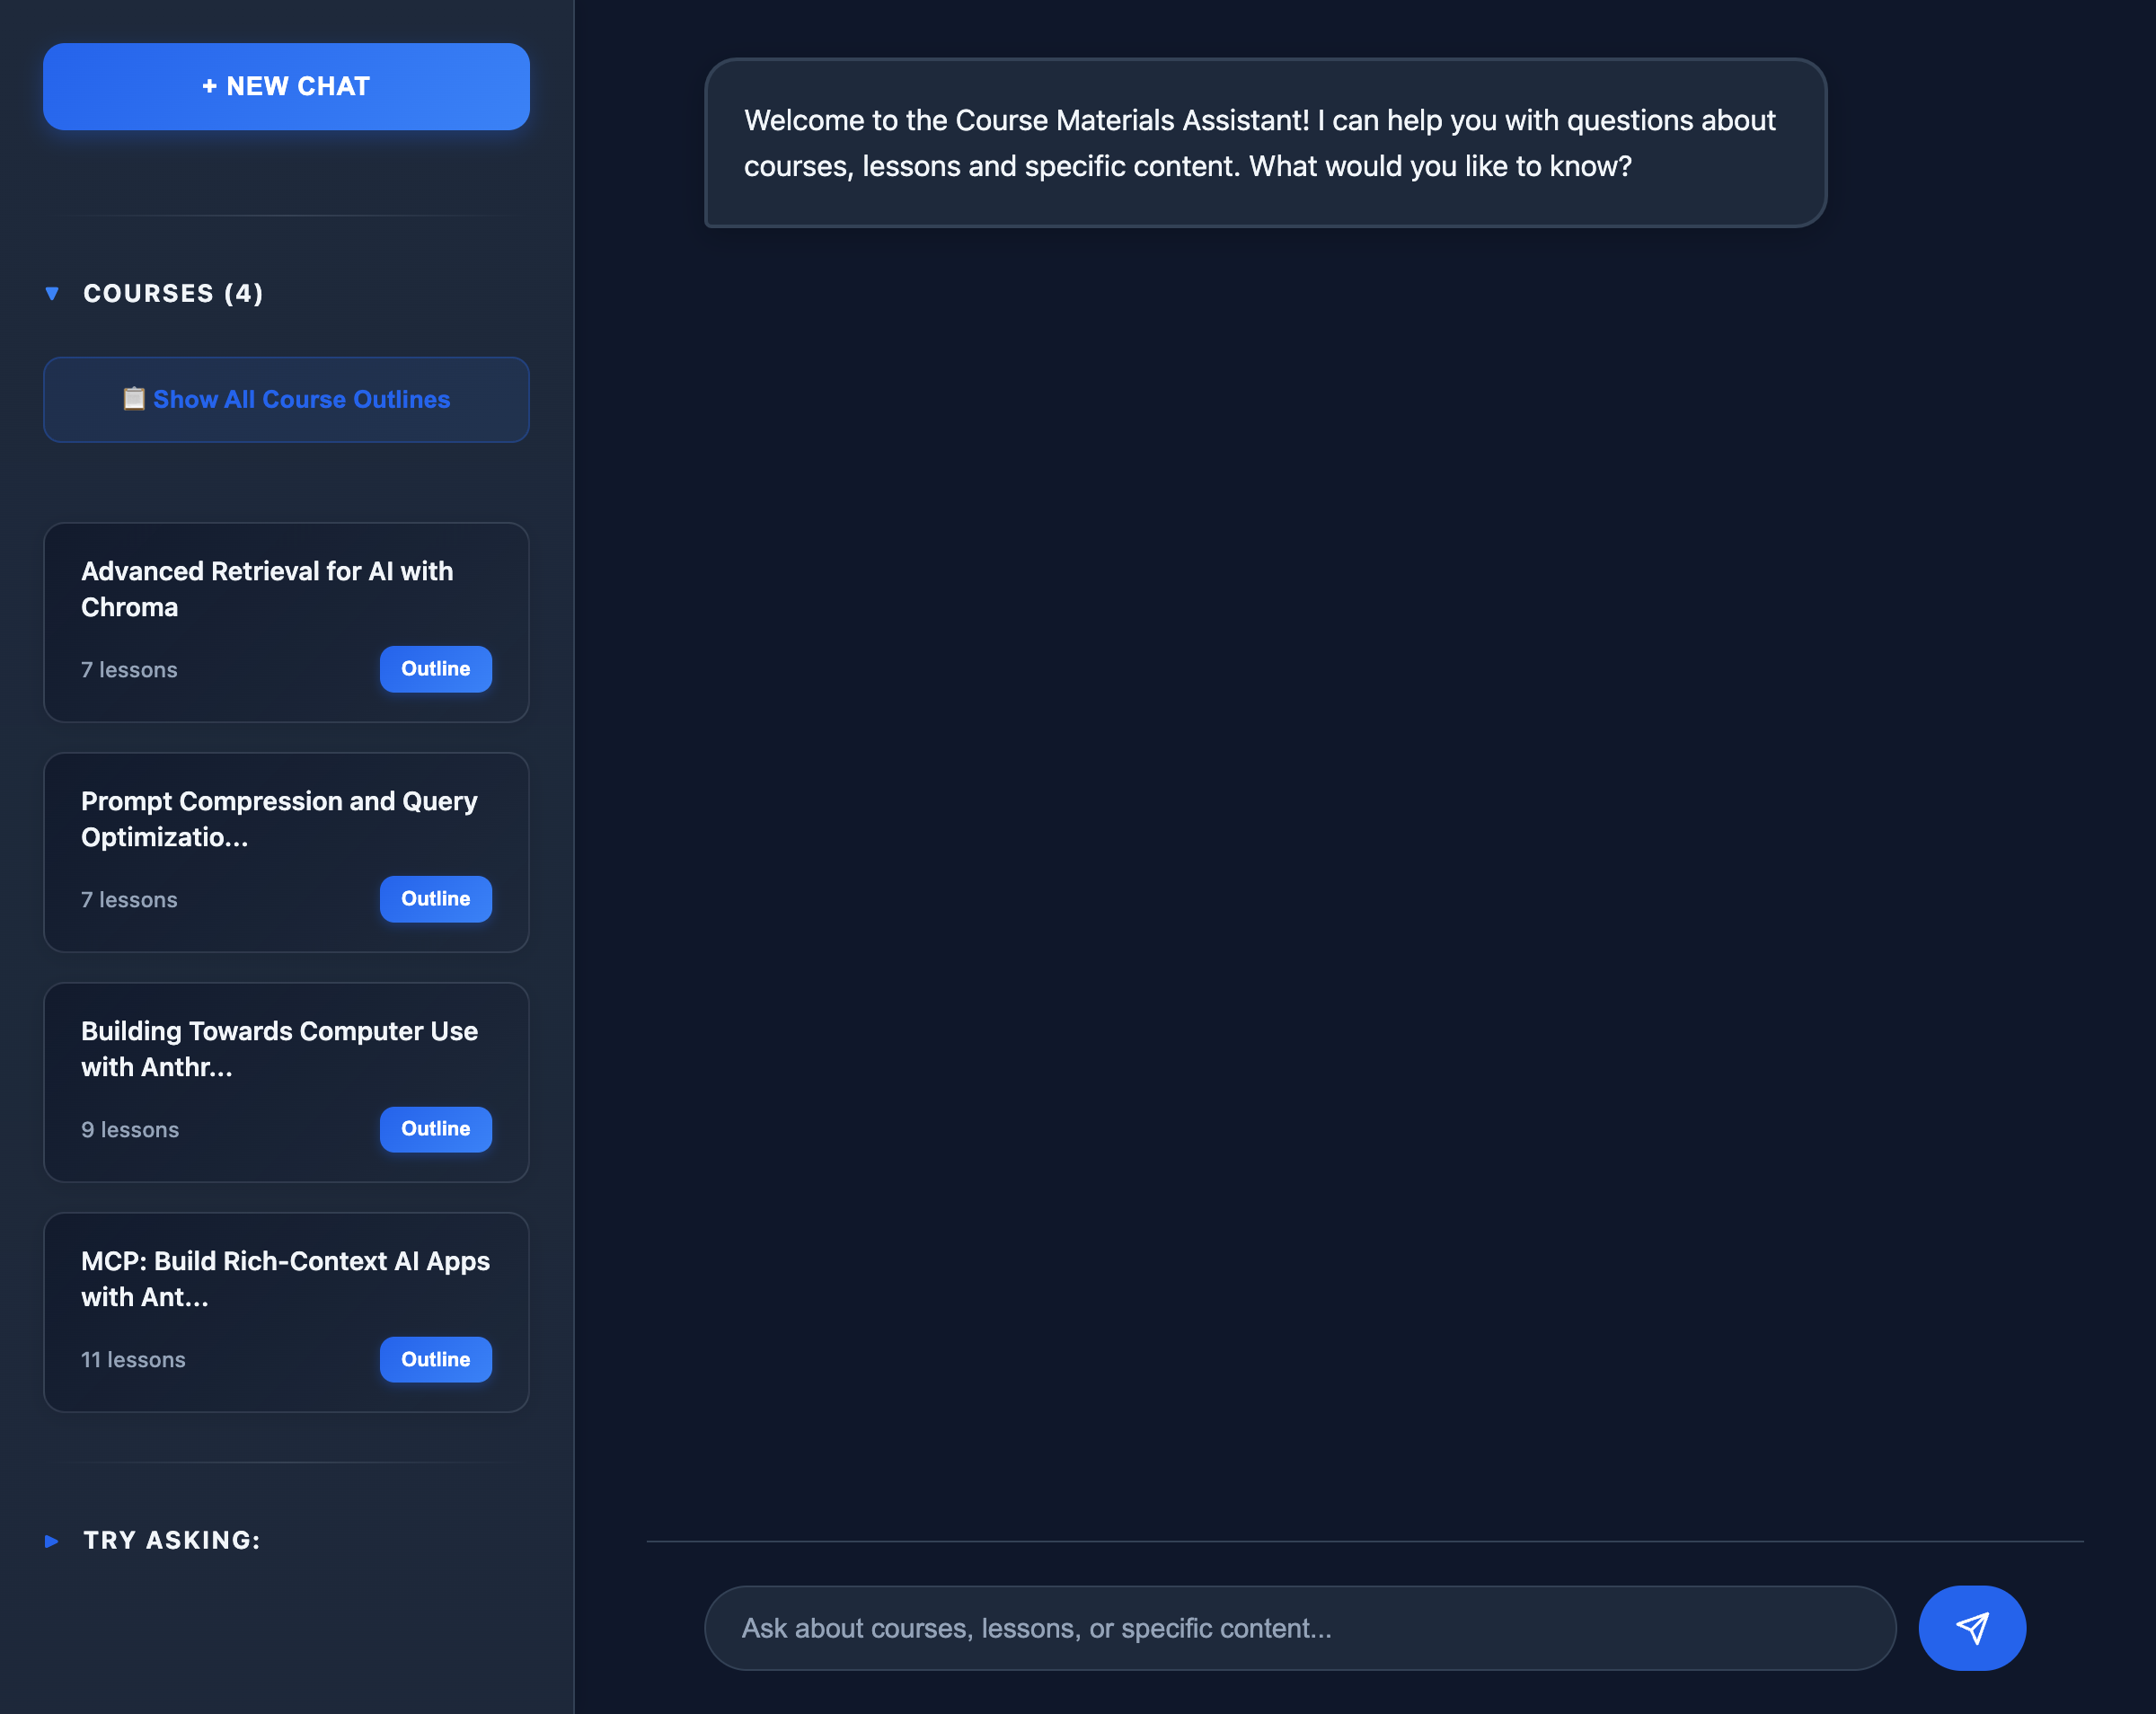 + NEW CHAT
COURSES (4)
📋 Show All Course Outlines
Advanced Retrieval for AI with
Chroma
7 lessons
Outline
Prompt Compression and Query
Optimizatio...
7 lessons
Outline
Building Towards Computer Use
with Anthr...
9 lessons
Outline
MCP: Build Rich-Context AI Apps
with Ant...
11 lessons
Outline
TRY ASKING:
Welcome to the Course Materials Assistant! I can help you with questions about
courses, lessons and specific content. What would you like to know?
Ask about courses, lessons, or specific content...